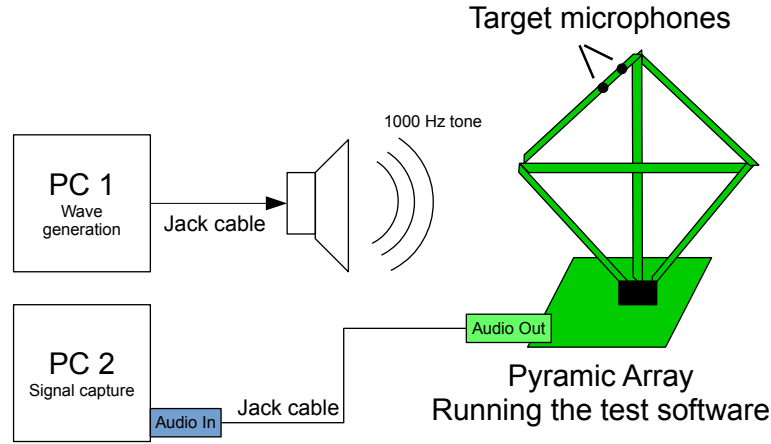 Target microphones
1000 Hz tone
PC 1
Wave
generation
Jack cable
PC 2
Signal capture
Audio In
Jack cable
Audio Out
Pyramic Array
Running the test software